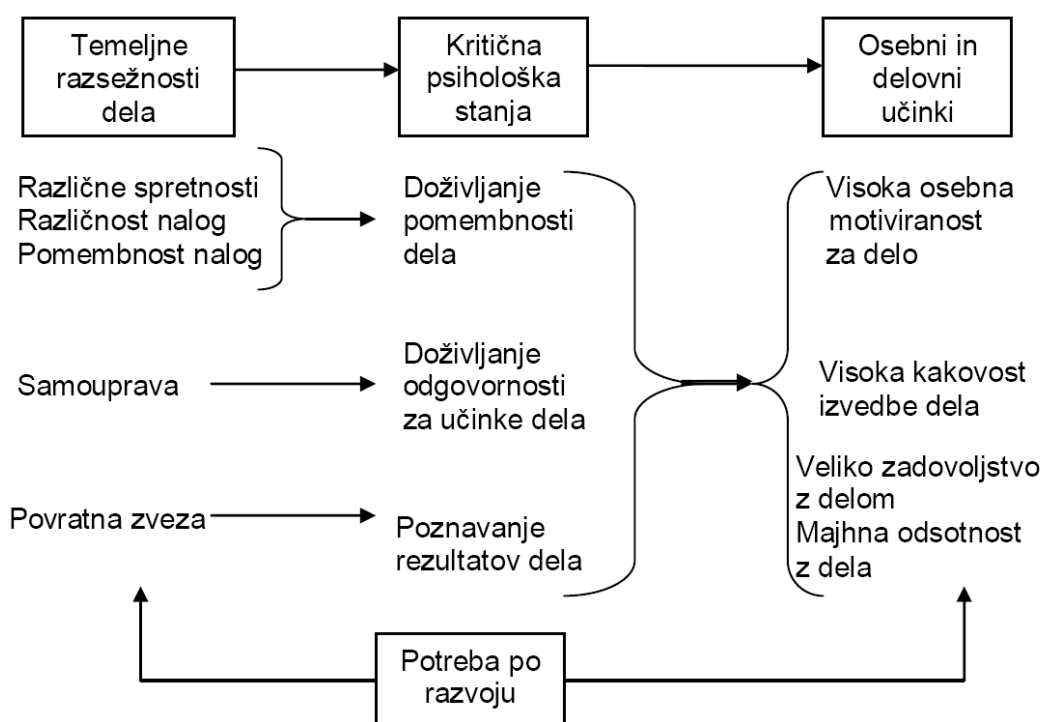 Temeljne
razsežnosti
dela
Kritična
psihološka
stanja
Osebni in
delovni
učinki
Različne spretnosti
Različnost nalog
Pomembnost nalog
Doživljanje
pomembnosti
dela
Visoka osebna
motiviranost
za delo
Samouprava
Doživljanje
odgovornosti
za učinke dela
Visoka kakovost
izvedbe dela
Povratna zveza
Poznavanje
rezultatov dela
Veliko zadovoljstvo
z delom
Majhna odsotnost
z dela
Potreba po
razvoju